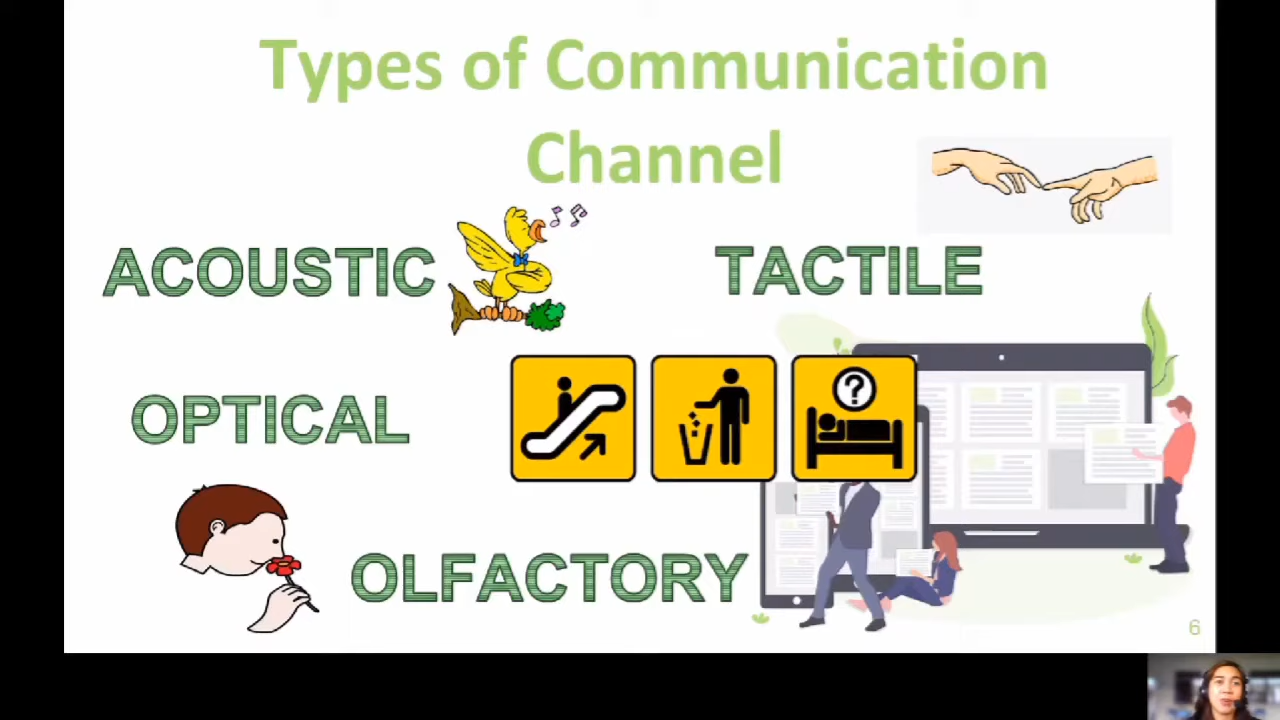 Types of Communication
Channel
ACOUSTIC
TACTILE
OPTICAL
?
OLFACTORY
6